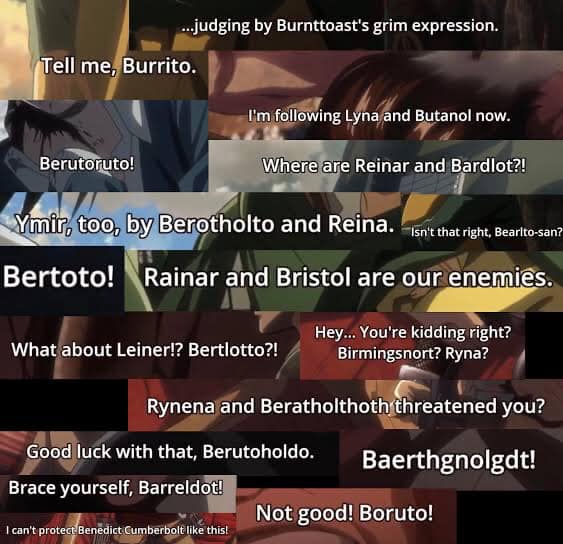 ...judging by Burnttoast's grim expression.
Tell me, Burrito.
I'm following Lyna and Butanol now.
Berutoruto!
Where are Reinar and Bardlot?!
Ymir, too, by Berotholto and Reina.
Isn't that right, Bearlto-san?
Bertoto!
Rainar and Bristol are our enemies.
What about Leiner!? Bertlotto?!
Hey... You're kidding right?
Birmingsnort? Ryna?
Rynena and Beratholthoth threatened you?
Good luck with that, Berutoholdo.
Baerthgnolgdt!
Brace yourself, Barreldot!
Not good! Boruto!
I can't protect Benedict Cumberbolt like this!